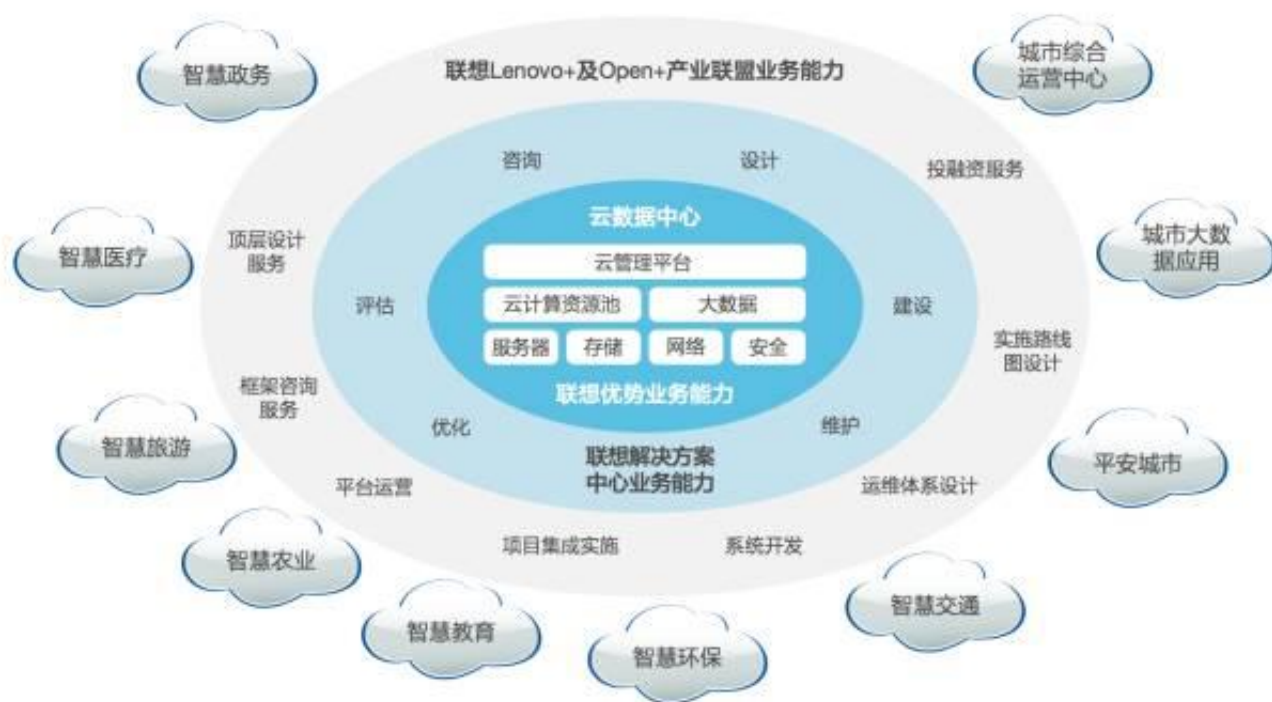 智慧政务
联想Lenovo+及Open+产业联盟业务能力
城市综合
运营中心
咨询
设计
投融资服务
云数据中心
智慧医疗
顶层设计
服务
城市大数
据应用
云管理平台
评估
云计算资源池
大数据
建设
服务器
存储
网络
安全
实施路线
图设计
框架咨询
服务
联想优势业务能力
智慧旅游
优化
维护
联想解决方案
中心业务能力
平安城市
平台运营
运维体系设计
智慧农业
项目集成实施
系统开发
智慧教育
智慧环保
智慧交通